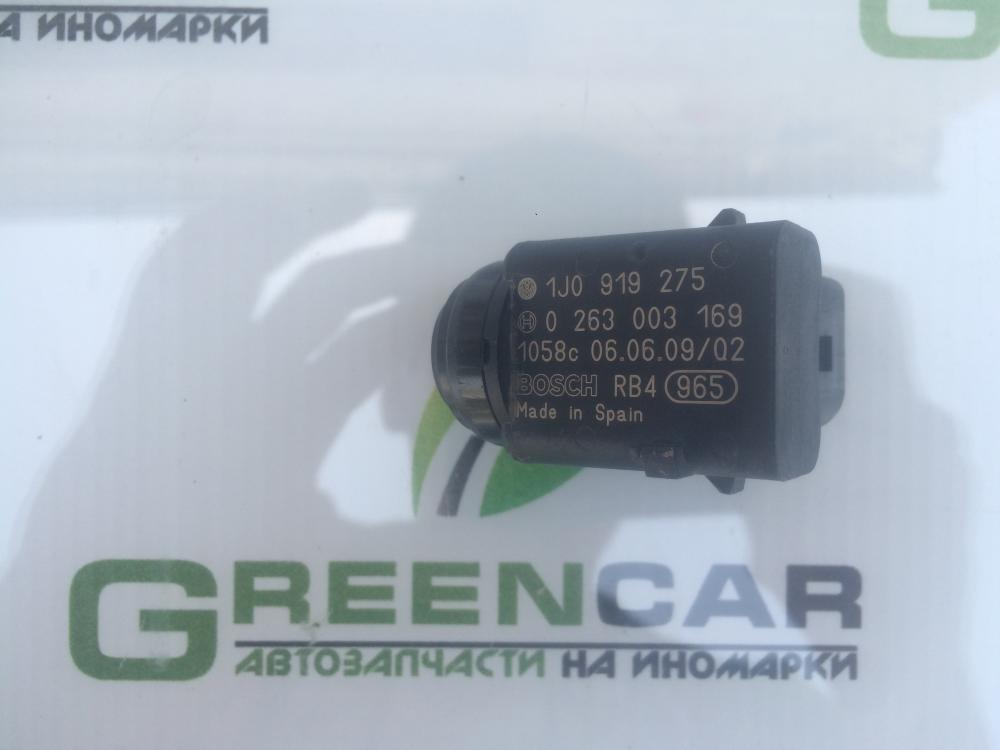 А ИНОМАРКИ
G
1J0 919 275
0 263 003 169
1058c 06.06.09/02
BOSCH RB4 965
Made in Spain
GREENCAR
АВТОЗАПЧАСТИ НА ИНОМАРКИ